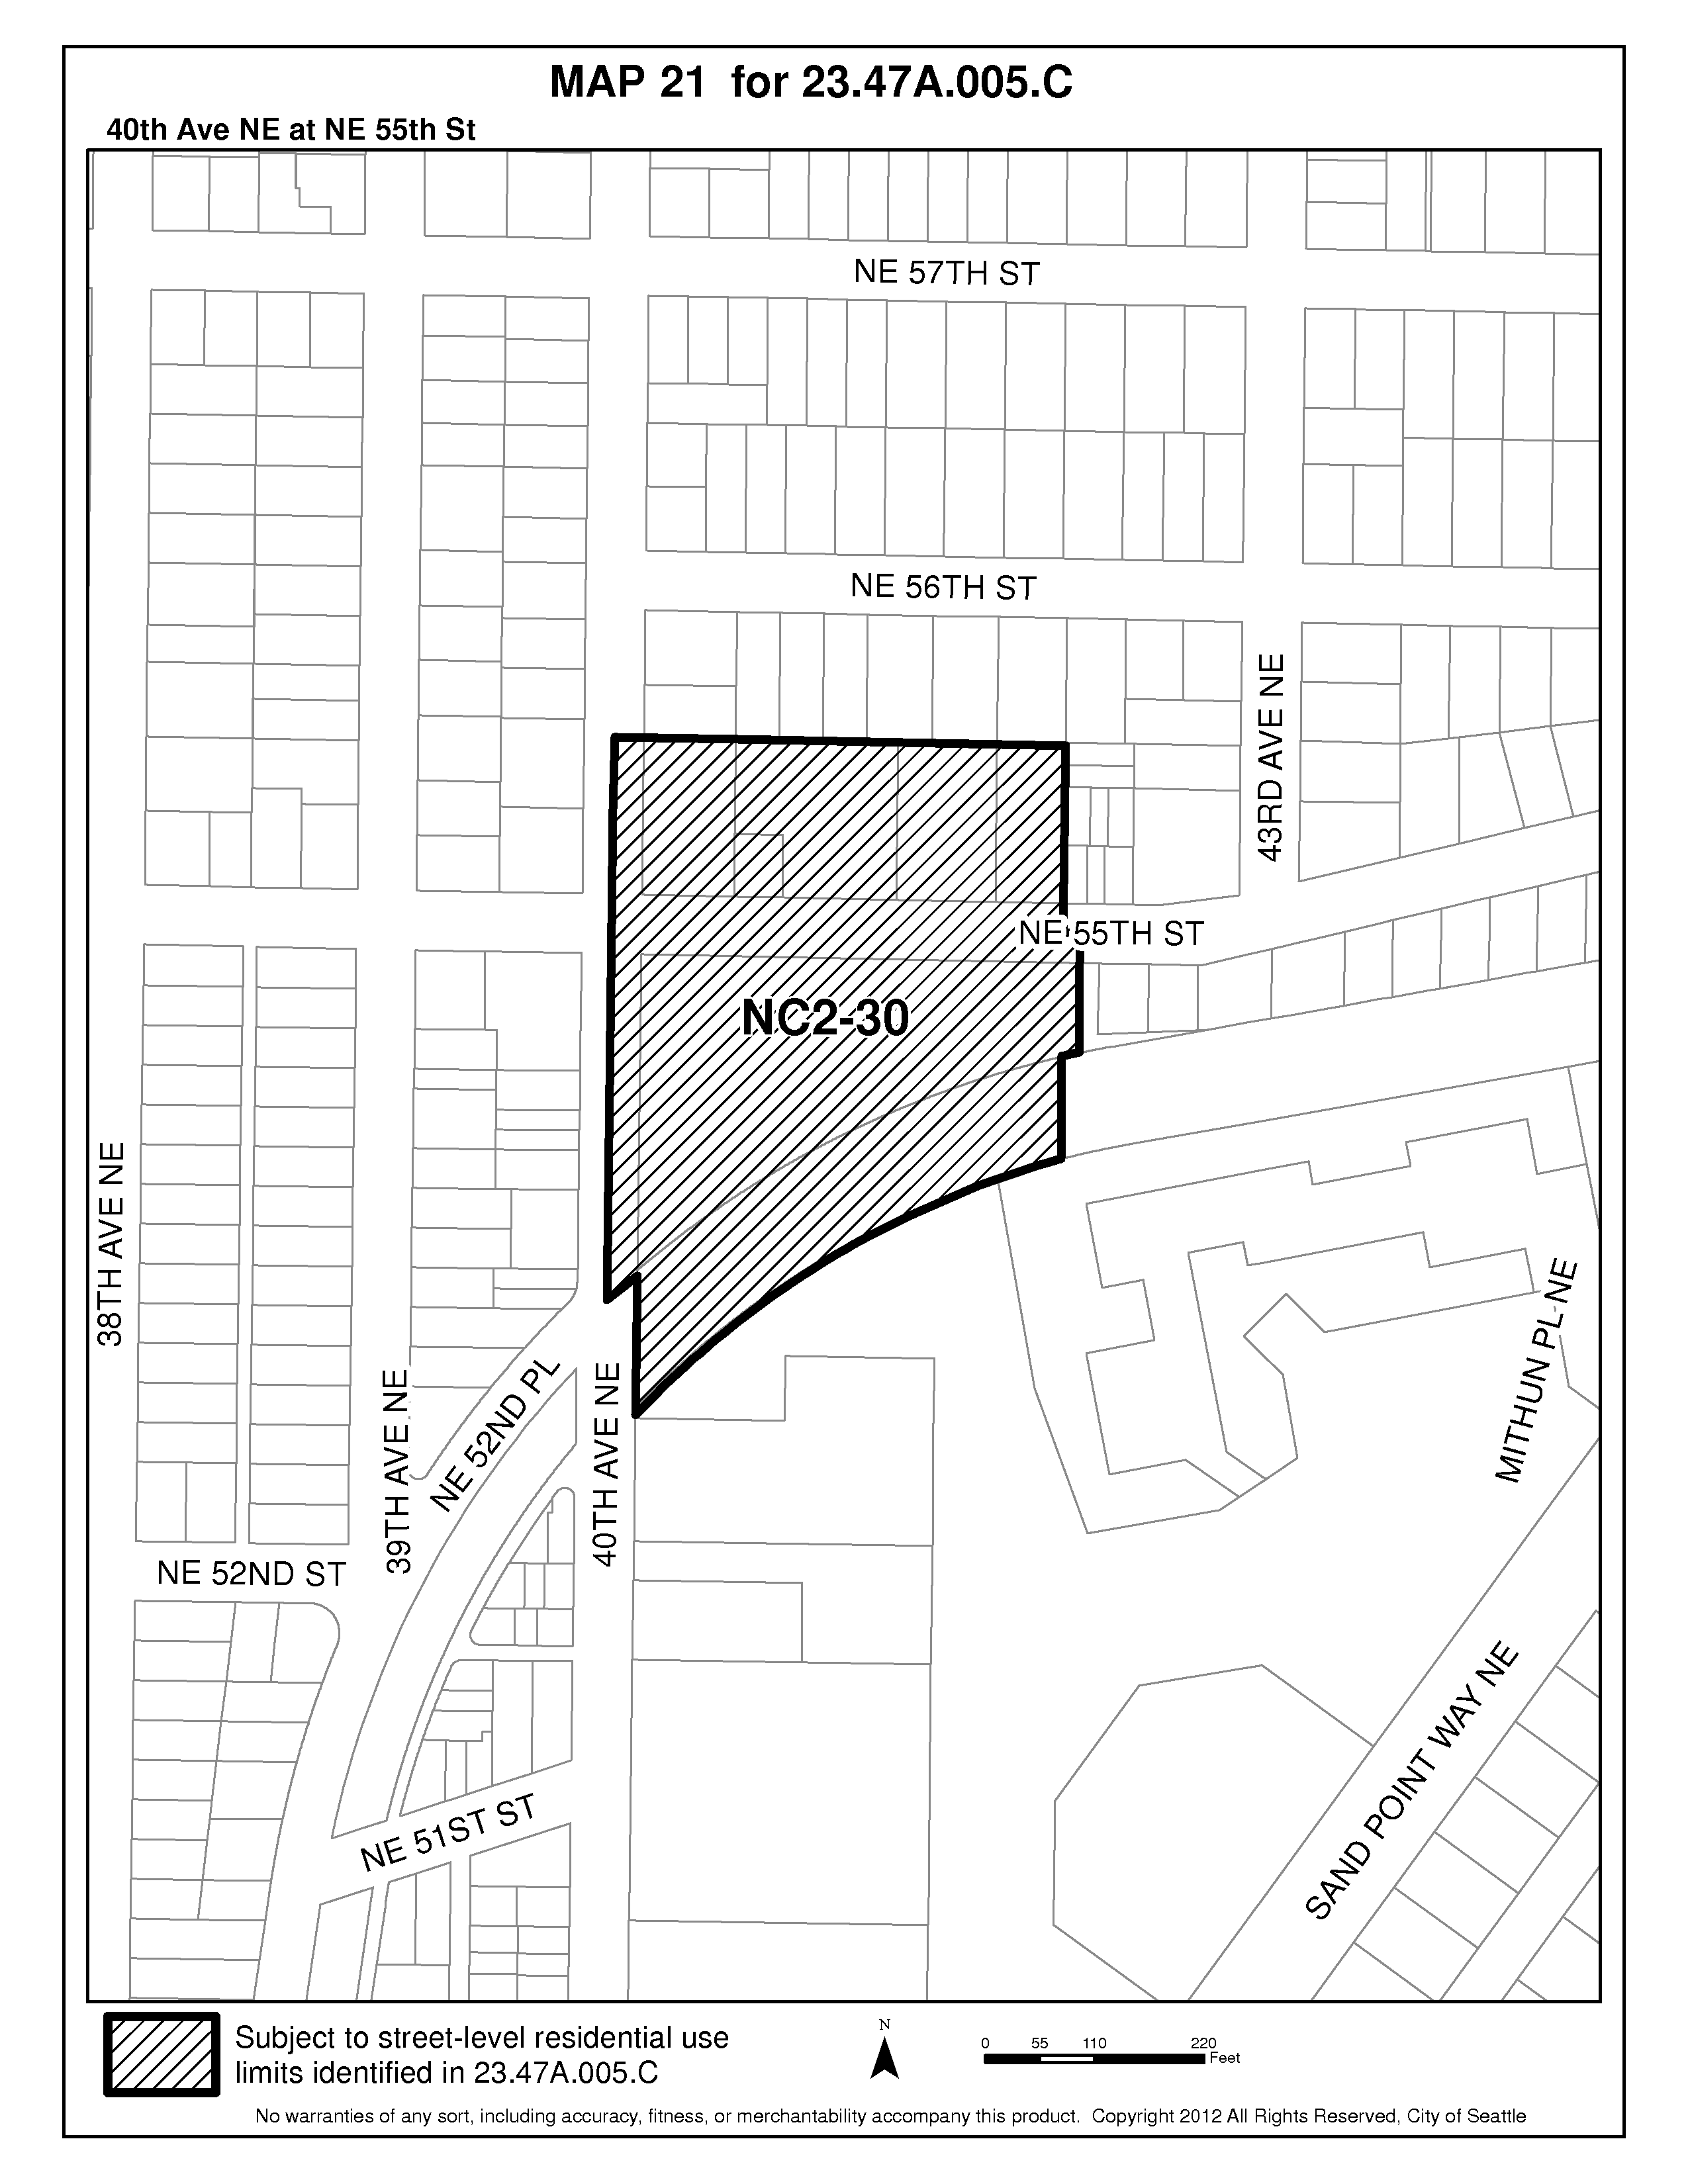 MAP 21 for 23.47A.005.C
40th Ave NE at NE 55th St
NE 57TH ST
NE 56TH ST
43RD AVE NE
NE 55TH ST
NC2-30
38TH AVE NE
39TH AVE NE
NE 52ND PL
40TH AVE NE
MITHUN PL NE
NE 52ND ST
SAND POINT WAY NE
NE 51ST ST
Subject to street-level residential use
limits identified in 23.47A.005.C
N
0 55 110 220
Feet
No warranties of any sort, including accuracy, fitness, or merchantability accompany this product. Copyright 2012 All Rights Reserved, City of Seattle